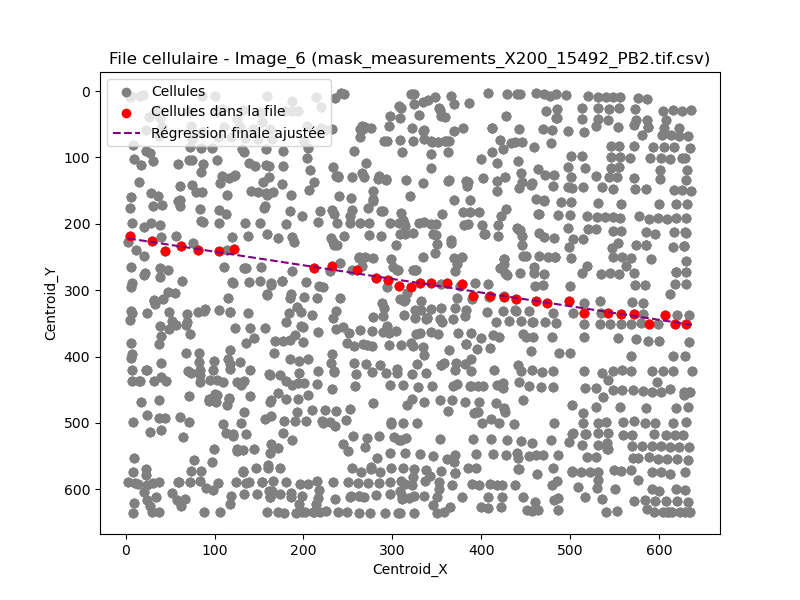 File cellulaire - Image_6 (mask_measurements_X200_15492_PB2.tif.csv)
Cellules
Cellules dans la file
Régression finale ajustée
0
100
200
300
400
500
600
Centroid_Y
0 100 200 300 400 500 600
Centroid_X